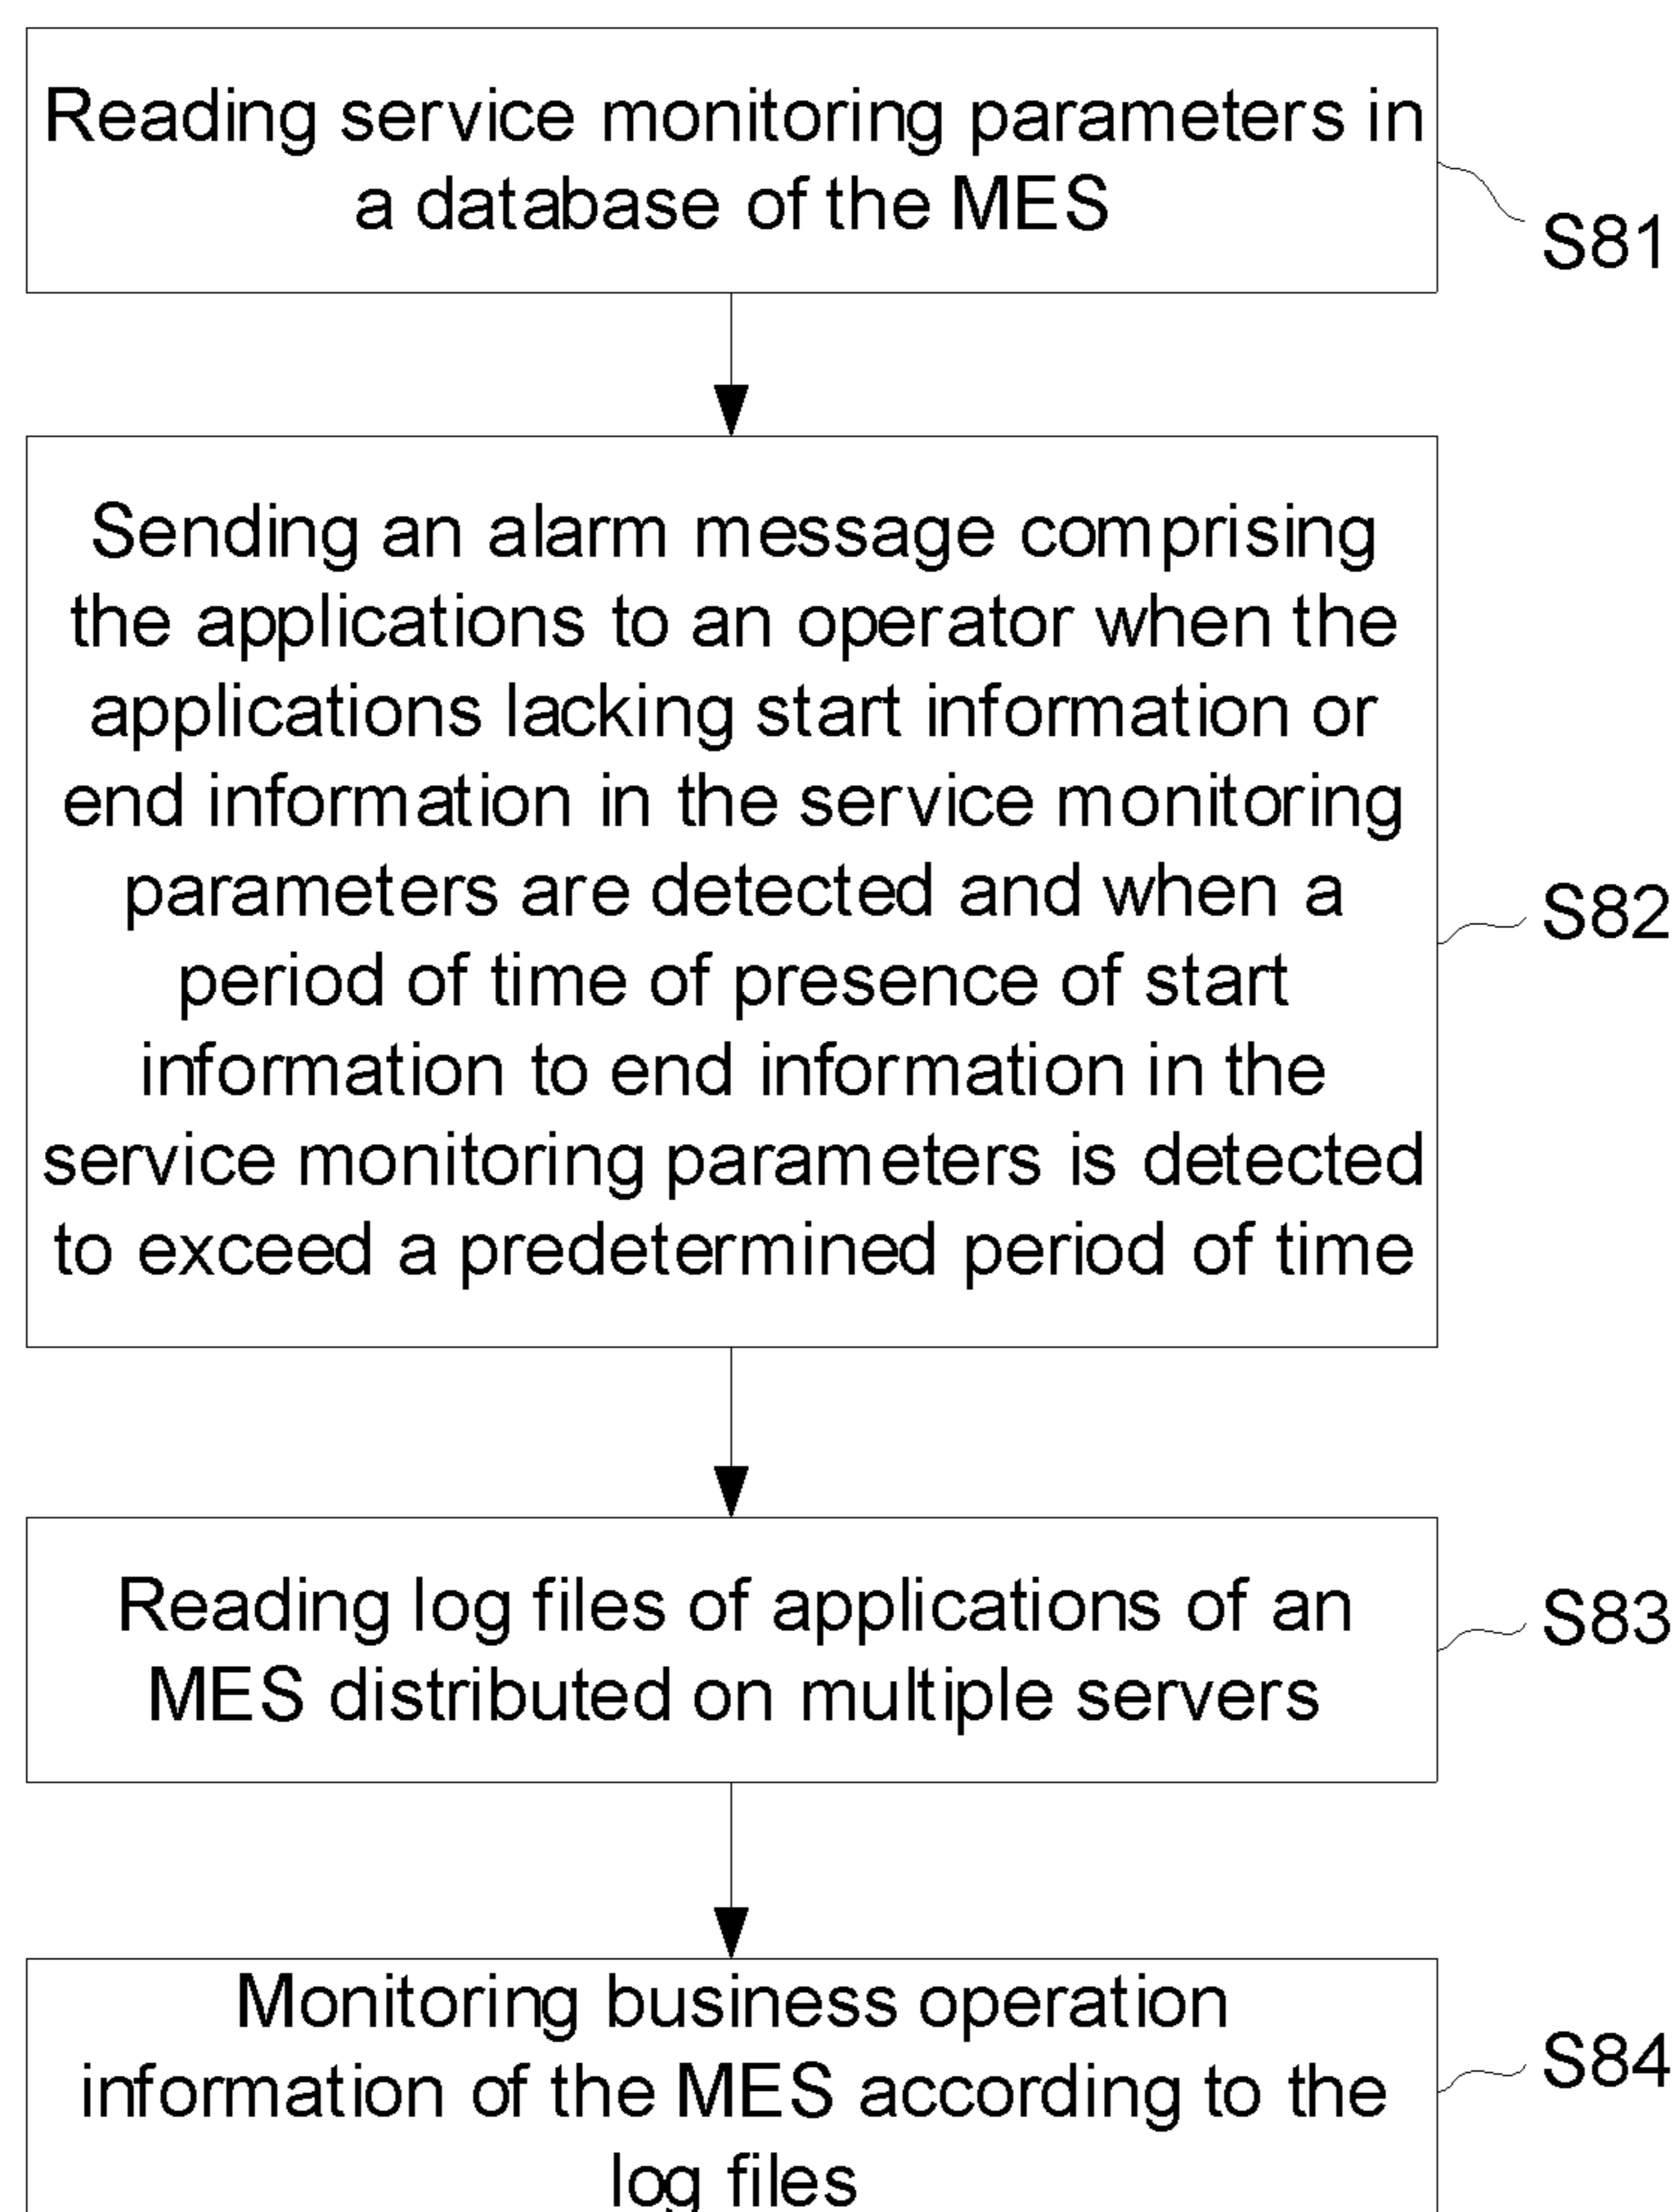 Reading service monitoring parameters in
a database of the MES
S81
Sending an alarm message comprising
the applications to an operator when the
applications lacking start information or
end information in the service monitoring
parameters are detected and when a
period of time of presence of start
information to end information in the
service monitoring parameters is detected
to exceed a predetermined period of time
S82
Reading log files of applications of an
MES distributed on multiple servers
S83
Monitoring business operation
information of the MES according to the
log files
S84